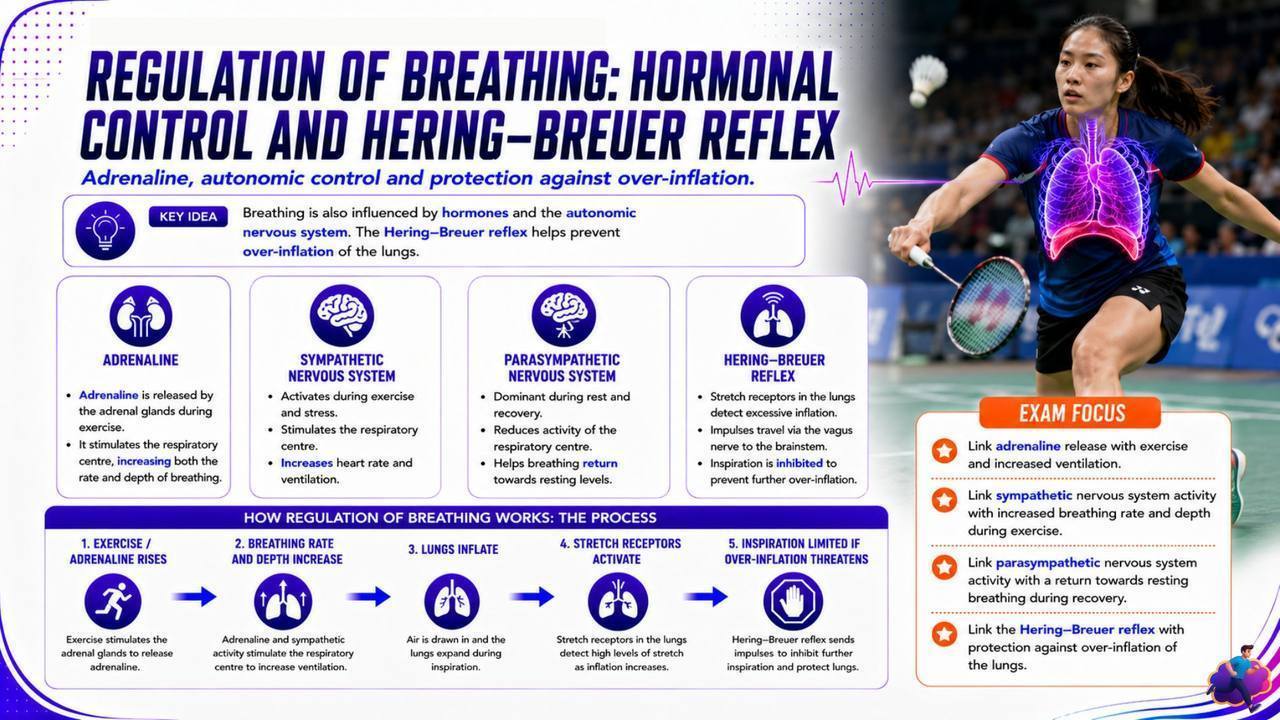 REGULATION OF BREATHING: HORMONAL
CONTROL AND HERING–BREUER REFLEX
Adrenaline, autonomic control and protection against over-inflation.
KEY IDEA
Breathing is also influenced by hormones and the autonomic
nervous system. The Hering–Breuer reflex helps prevent
over-inflation of the lungs.
ADRENALINE
• Adrenaline is released by
the adrenal glands during
exercise.
• It stimulates the respiratory
centre, increasing both the
rate and depth of breathing.
SYMPATHETIC
NERVOUS SYSTEM
• Activates during exercise
and stress.
• Stimulates the respiratory
centre.
• Increases heart rate and
ventilation.
PARASYMPATHETIC
NERVOUS SYSTEM
• Dominant during rest and
recovery.
• Reduces activity of the
respiratory centre.
• Helps breathing return
towards resting levels.
HERING–BREUER
REFLEX
• Stretch receptors in the lungs
detect excessive inflation.
• Impulses travel via the vagus
nerve to the brainstem.
• Inspiration is inhibited to
prevent further over-inflation.
HOW REGULATION OF BREATHING WORKS: THE PROCESS
1. EXERCISE /
ADRENALINE RISES
Exercise stimulates the
adrenal glands to release
adrenaline.
2. BREATHING RATE
AND DEPTH INCREASE
Adrenaline and sympathetic
activity stimulate the respiratory
centre to increase ventilation.
3. LUNGS INFLATE
Air is drawn in and the
lungs expand during
inspiration.
4. STRETCH RECEPTORS
ACTIVATE
Stretch receptors in the lungs
detect high levels of stretch
as inflation increases.
5. INSPIRATION LIMITED IF
OVER-INFLATION THREATENS
Hering–Breuer reflex sends
impulses to inhibit further
inspiration and protect lungs.
EXAM FOCUS
Link adrenaline release with exercise
and increased ventilation.
Link sympathetic nervous system activity
with increased breathing rate and depth
during exercise.
Link parasympathetic nervous system
activity with a return towards resting
breathing during recovery.
Link the Hering–Breuer reflex with
protection against over-inflation of
the lungs.